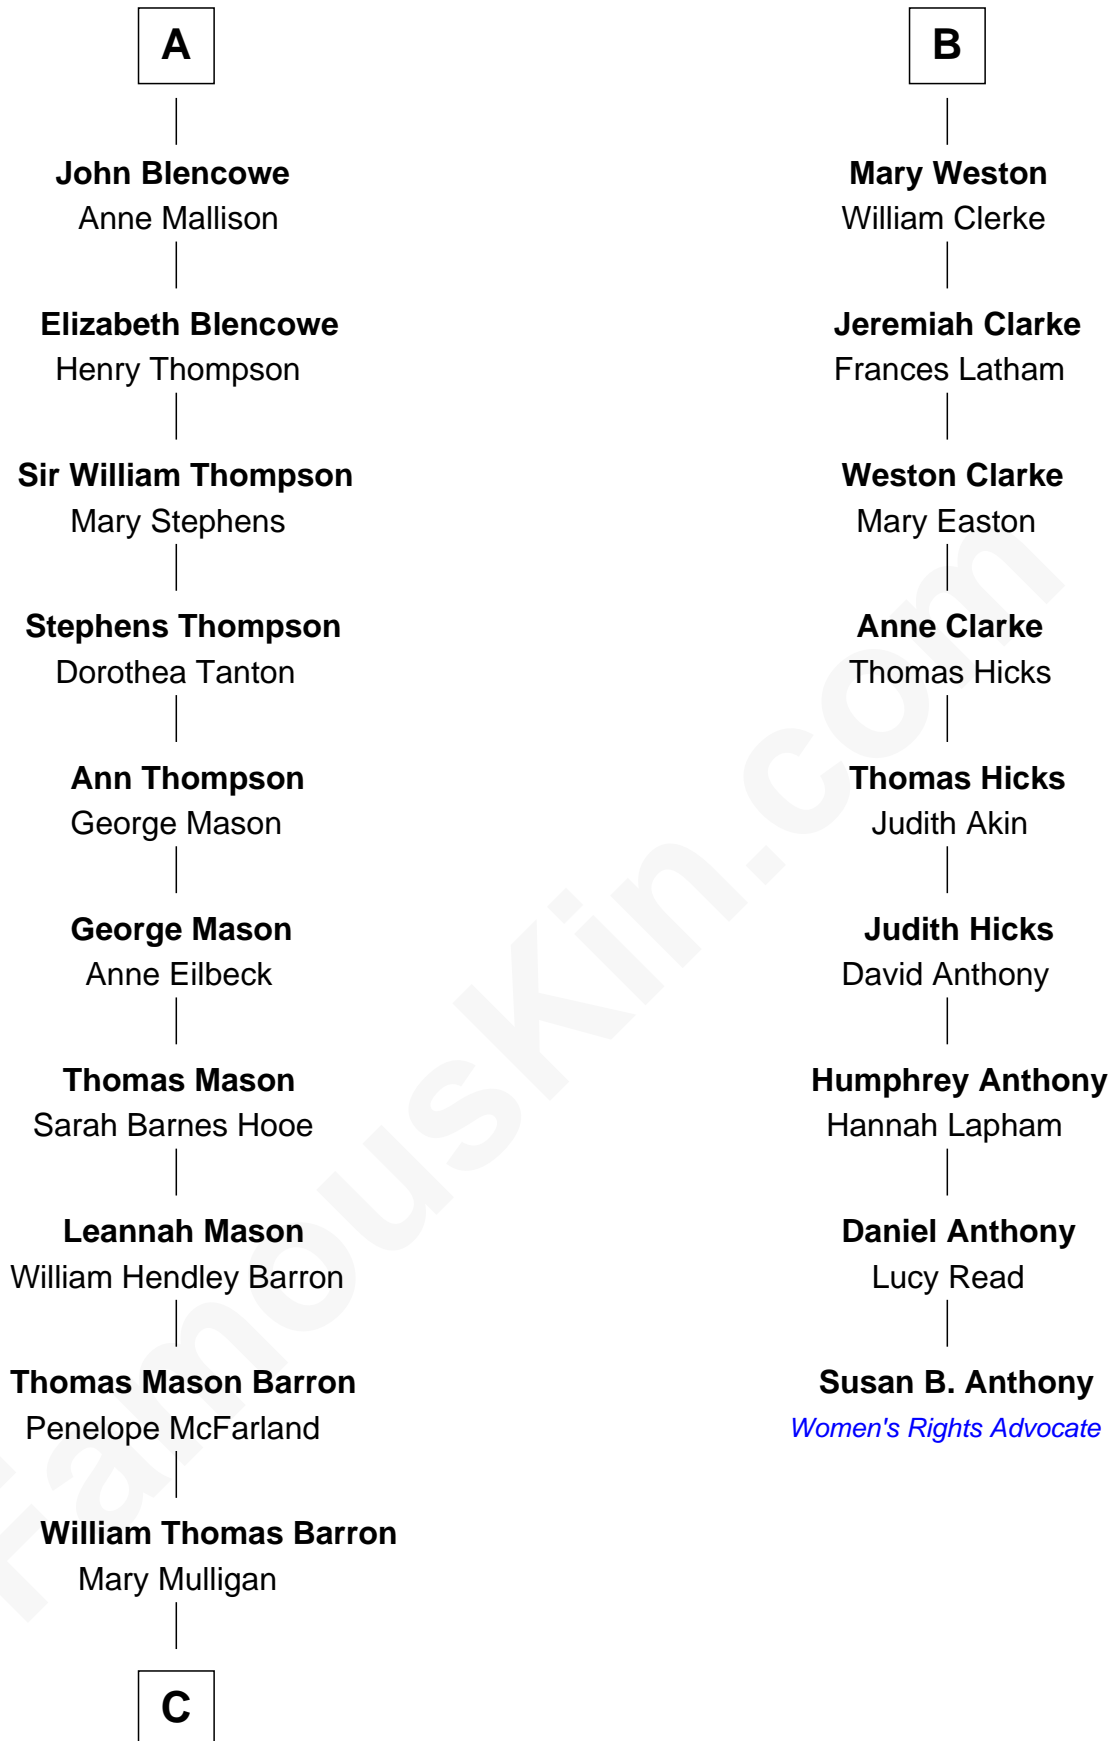 A
John Blencowe
Anne Mallison
Elizabeth Blencowe
Henry Thompson
Sir William Thompson
Mary Stephens
Stephens Thompson
Dorothea Tanton
Ann Thompson
George Mason
George Mason
Anne Eilbeck
Thomas Mason
Sarah Barnes Hooe
Leannah Mason
William Hendley Barron
Thomas Mason Barron
Penelope McFarland
William Thomas Barron
Mary Mulligan
C
B
Mary Weston
William Clerke
Jeremiah Clarke
Frances Latham
Weston Clarke
Mary Easton
Anne Clarke
Thomas Hicks
Thomas Hicks
Judith Akin
Judith Hicks
David Anthony
Humphrey Anthony
Hannah Lapham
Daniel Anthony
Lucy Read
Susan B. Anthony
Women's Rights Advocate
FamousKin.com